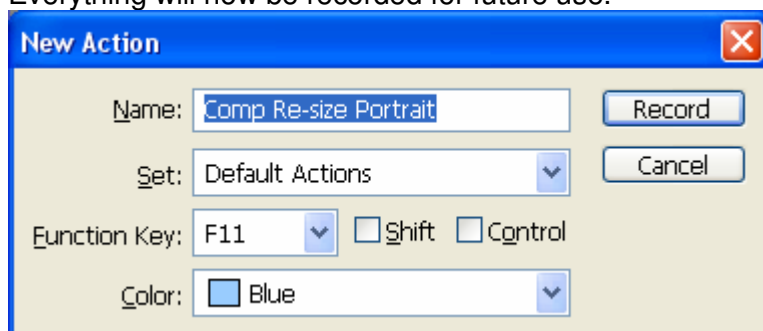 Everything will now be recorded for future use.
New Action
Name: Comp Re-size Portrait Record
Set: Default Actions Cancel
Function Key: F11 Shift Control
Color: Blue